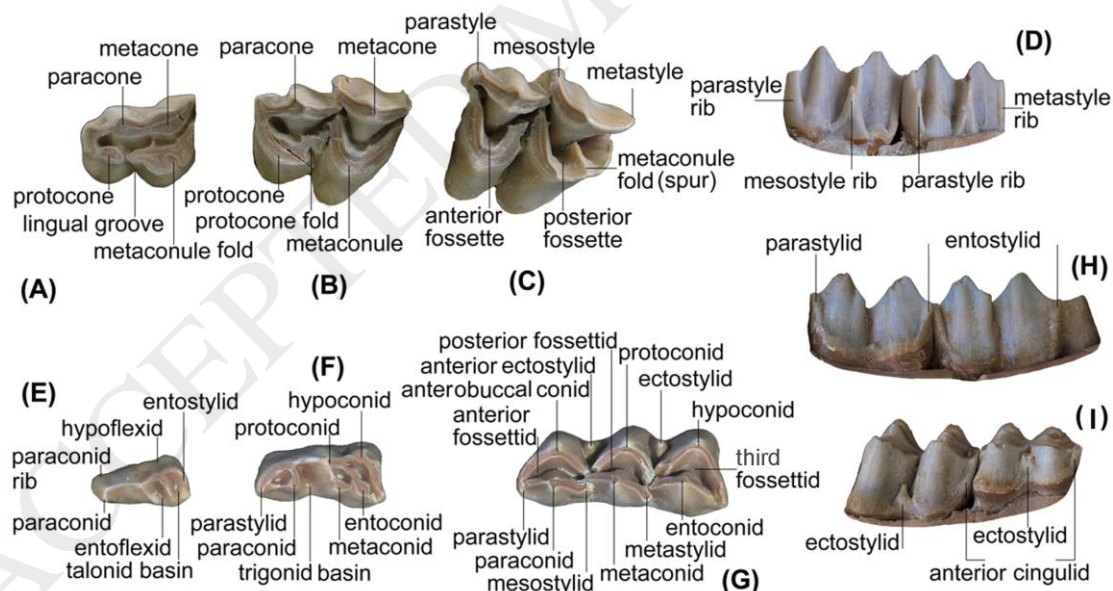 metacone
paracone
protocone
lingual groove
metaconule fold
(A)
paracone
metacone
protocone
protocone fold
metaconule
(B)
parastyle
mesostyle
metastyle
metaconule
fold (spur)
anterior
fossette
posterior
fossette
(C)
(D)
parastyle
rib
metastyle
rib
mesostyle rib
parastyle rib
(E)
entostylid
hypoflexid
paraconid
rib
paraconid
entoflexid
talonid basin
(F)
hypoconid
protoconid
parastylid
paraconid
trigonid basin
entoconid
metaconid
posterior fossettid
anterior ectostylid
anterobuccal conid
anterior
fossettid
protoconid
ectostylid
hypoconid
third
fossettid
parastylid
paraconid
mesostylid
entoconid
metastylid
metaconid
(G)
parastylid
entostylid
(H)
(I)
ectostylid
ectostylid
anterior cingulid
ACCEPTED M